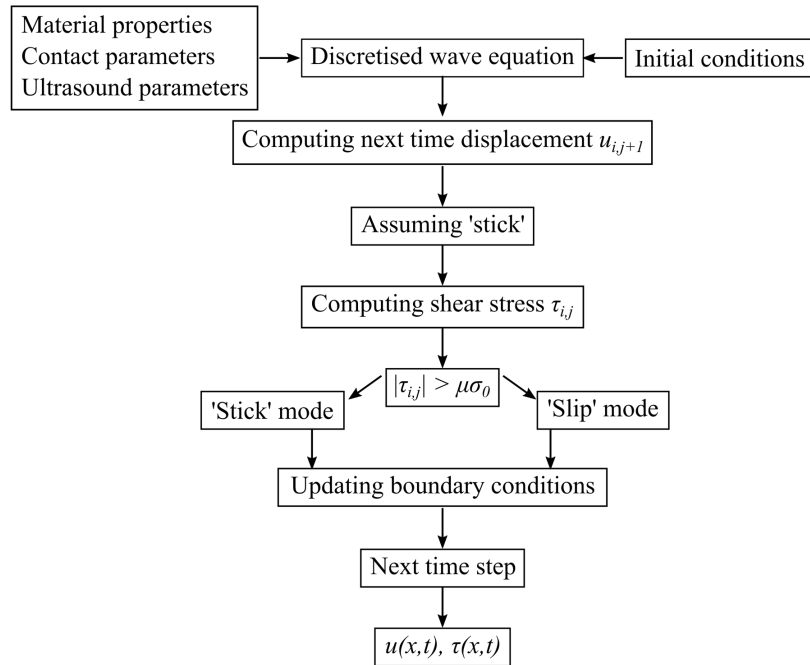 Material properties
Contact parameters
Ultrasound parameters
Discretised wave equation
Initial conditions
Computing next time displacement u_{i,j+1}
Assuming 'stick'
Computing shear stress τ_{i,j}
|τ_{i,j}| > μσ_0
'Stick' mode
'Slip' mode
Updating boundary conditions
Next time step
u(x,t), τ(x,t)